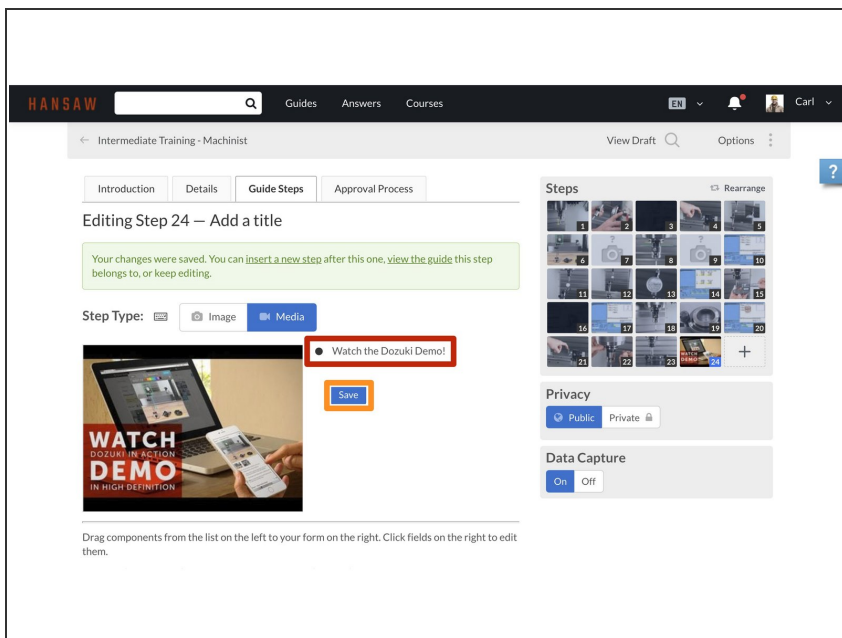 HANSAW
Guides Answers Courses
EN
Carl
← Intermediate Training - Machinist
View Draft
Options
?
Introduction
Details
Guide Steps
Approval Process
Editing Step 24 — Add a title
Your changes were saved. You can insert a new step after this one, view the guide this step
belongs to, or keep editing.
Step Type:
Image
Media
Watch the Dozuki Demo!
Save
WATCH
DOZUKI IN ACTION
DEMO
IN HIGH DEFINITION
Drag components from the list on the left to your form on the right. Click fields on the right to edit
them.
Steps
Rearrange
1 2 3 4 5
6 7 8 9 10
11 12 13 14 15
16 17 18 19 20
21 22 23 24 +
Privacy
Public Private
Data Capture
On Off